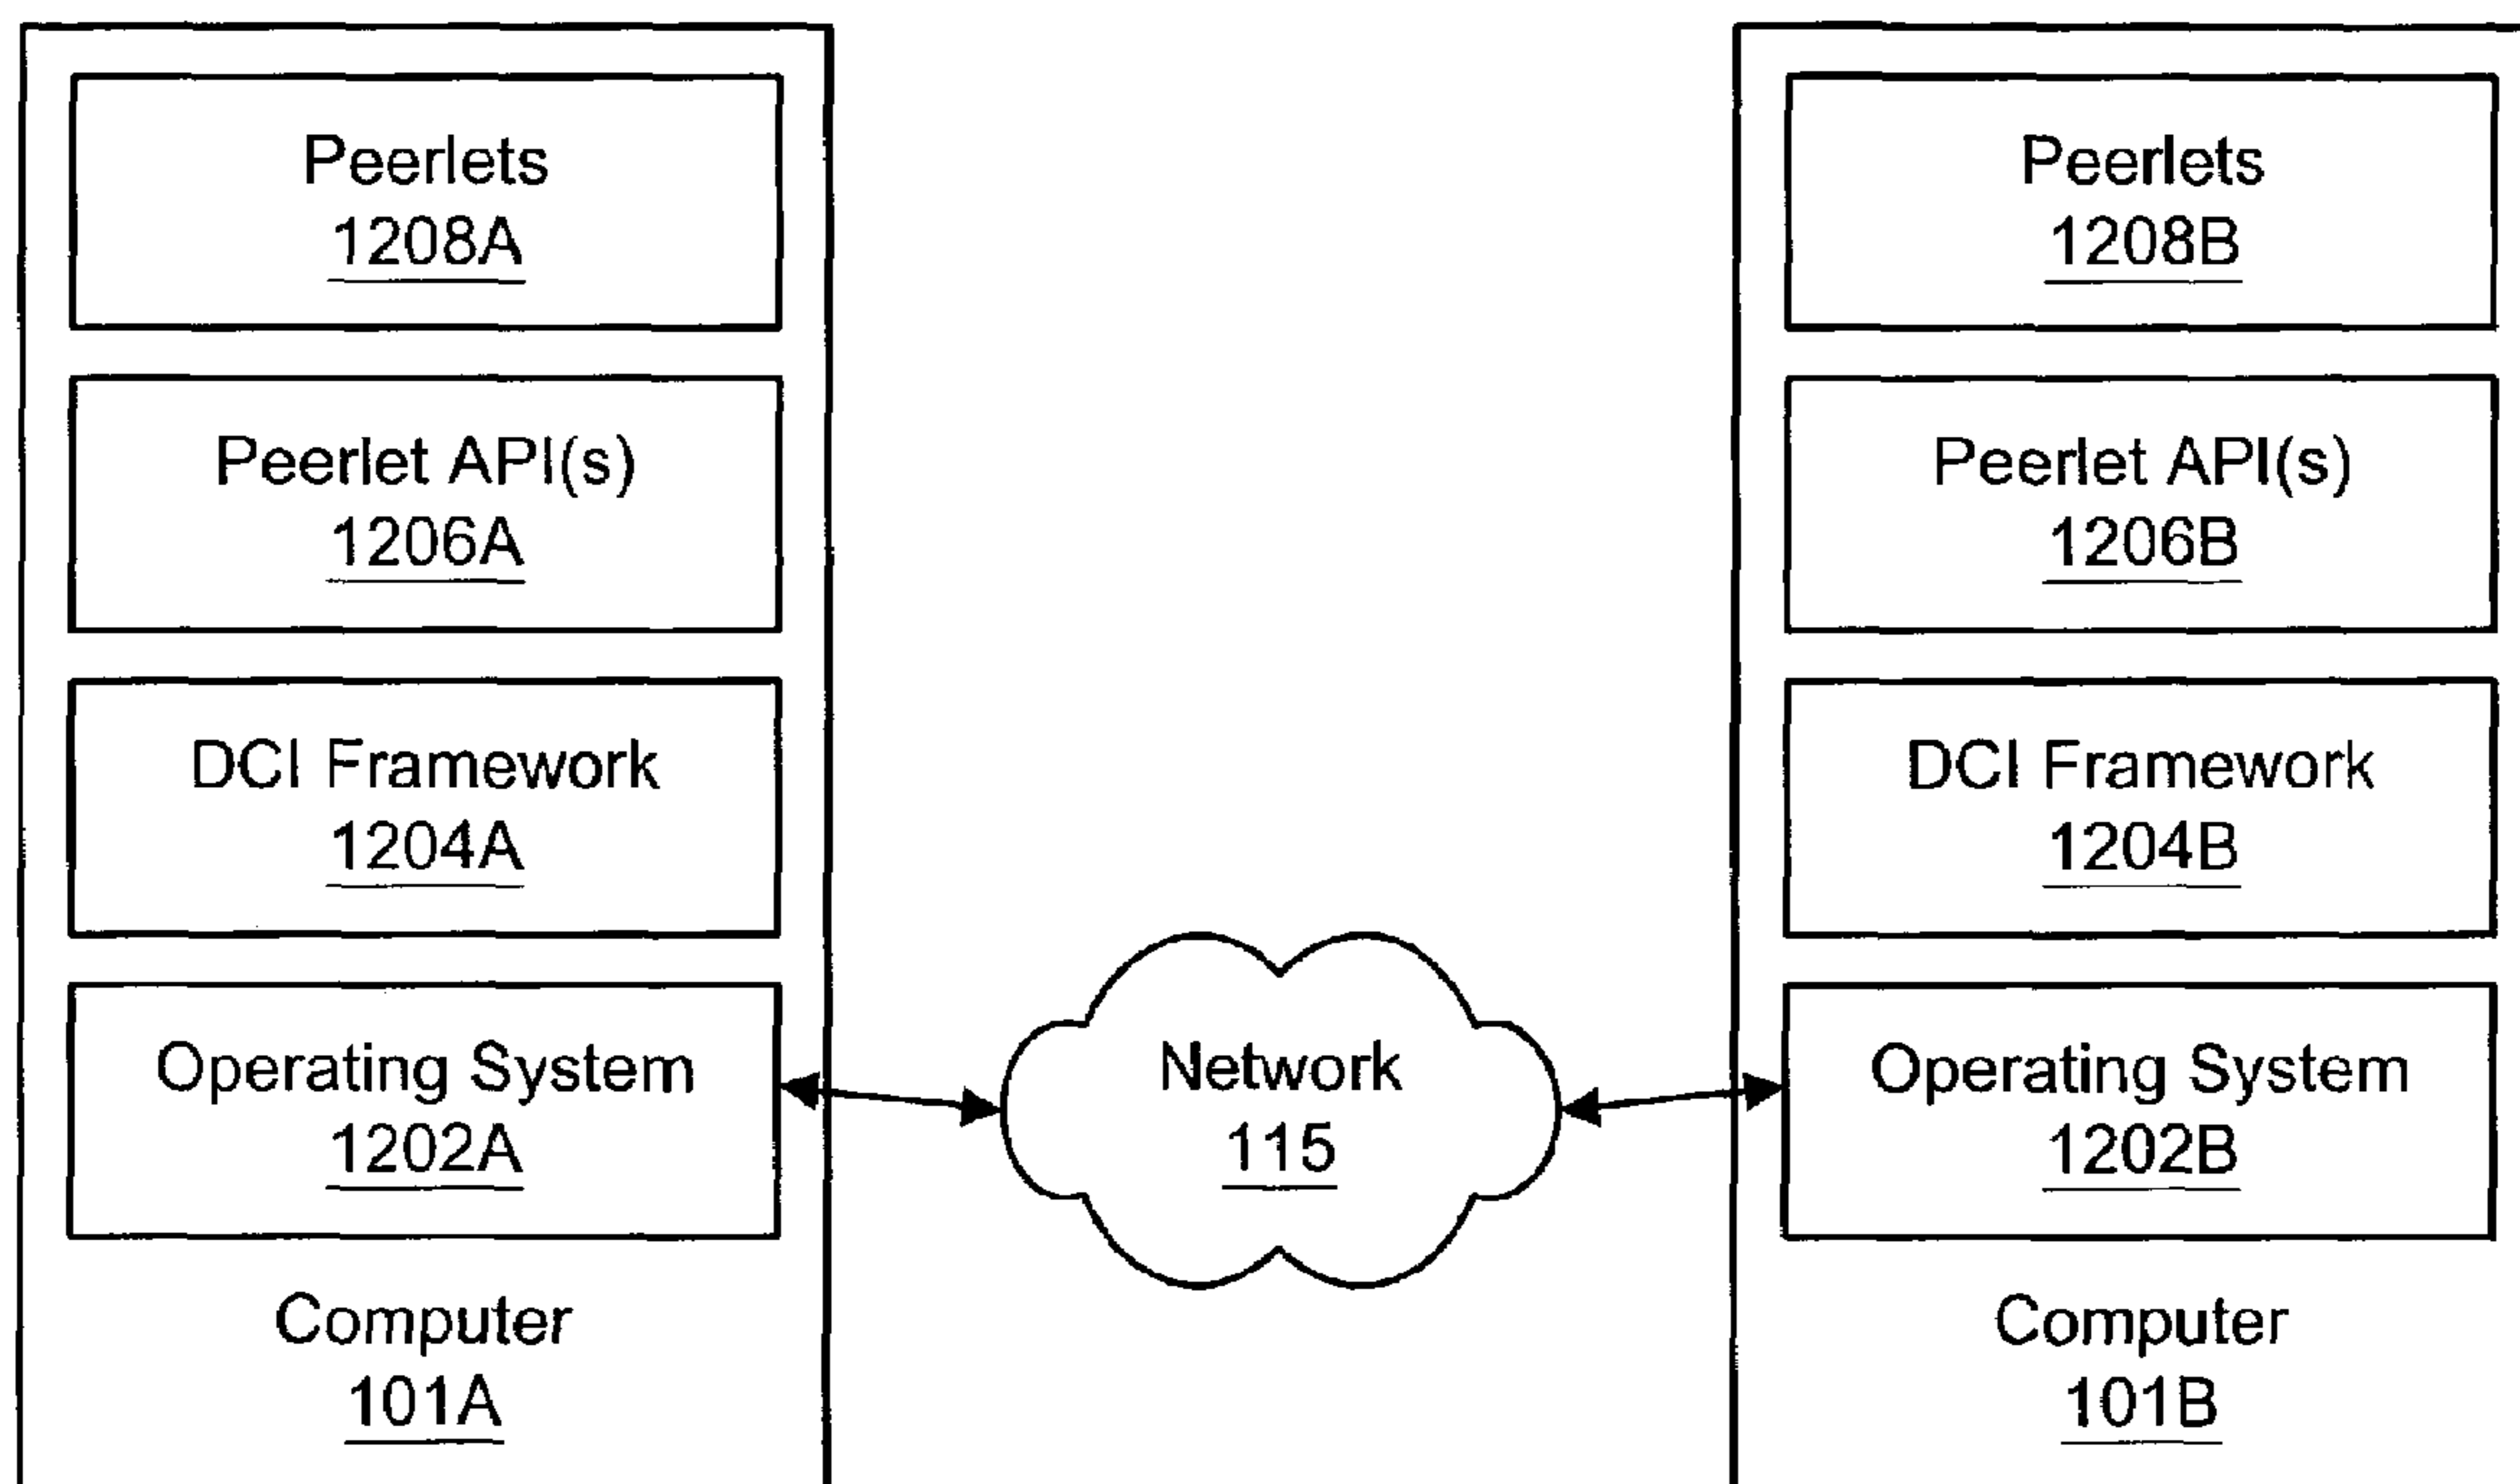 Peerlets
1208A
Peerlet API(s)
1206A
DCI Framework
1204A
Operating System
1202A
Computer
101A
Network
115
Peerlets
1208B
Peerlet API(s)
1206B
DCI Framework
1204B
Operating System
1202B
Computer
101B